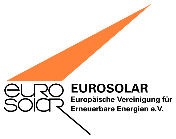 euro
solar
EUROSOLAR
Europäische Vereinigung für
Erneuerbare Energien e.V.